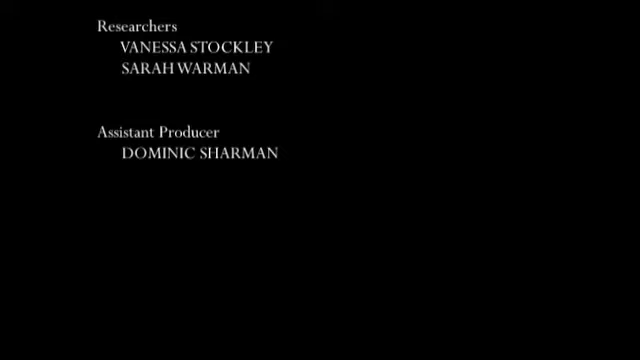 Researchers
VANESSA STOCKLEY
SARAH WARMAN
Assistant Producer
DOMINIC SHARMAN